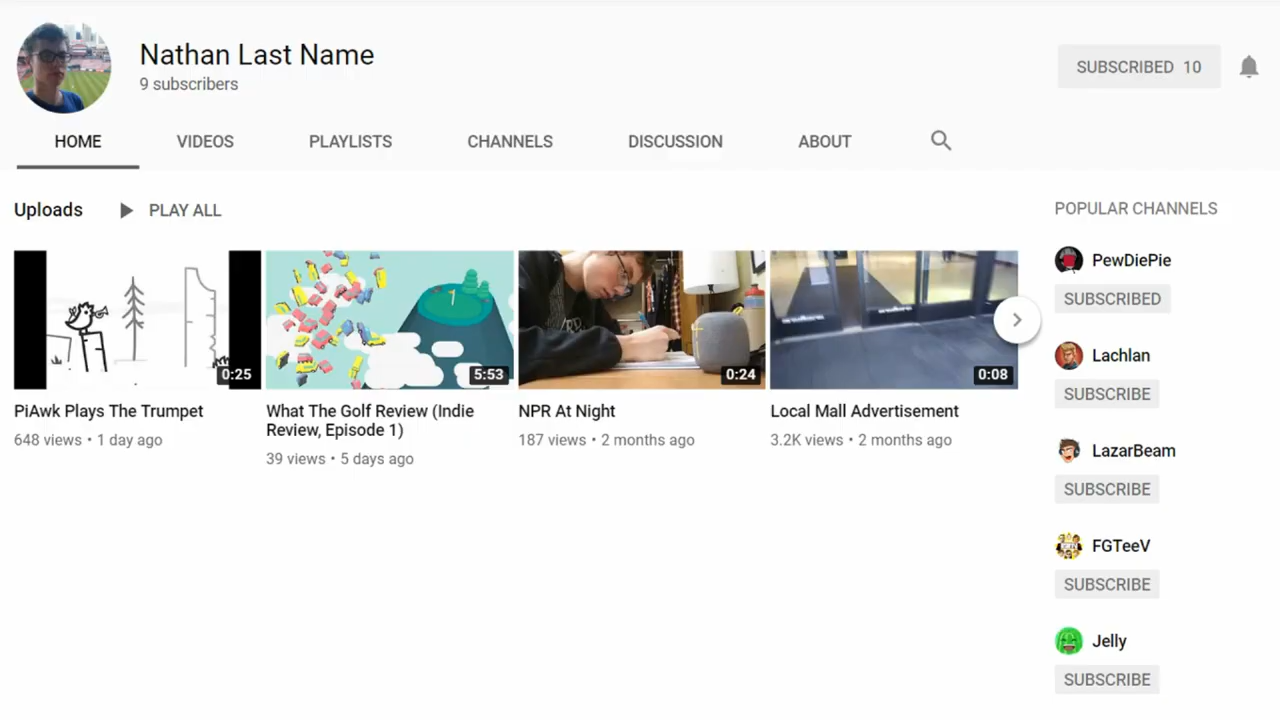 Nathan Last Name
9 subscribers
SUBSCRIBED 10
HOME
VIDEOS
PLAYLISTS
CHANNELS
DISCUSSION
ABOUT
Uploads
PLAY ALL
0:25
PiAwk Plays The Trumpet
648 views • 1 day ago
5:53
What The Golf Review (Indie
Review, Episode 1)
39 views • 5 days ago
0:24
NPR At Night
187 views • 2 months ago
0:08
Local Mall Advertisement
3.2K views • 2 months ago
POPULAR CHANNELS
PewDiePie
SUBSCRIBED
Lachlan
SUBSCRIBE
LazarBeam
SUBSCRIBE
FGTeeV
SUBSCRIBE
Jelly
SUBSCRIBE